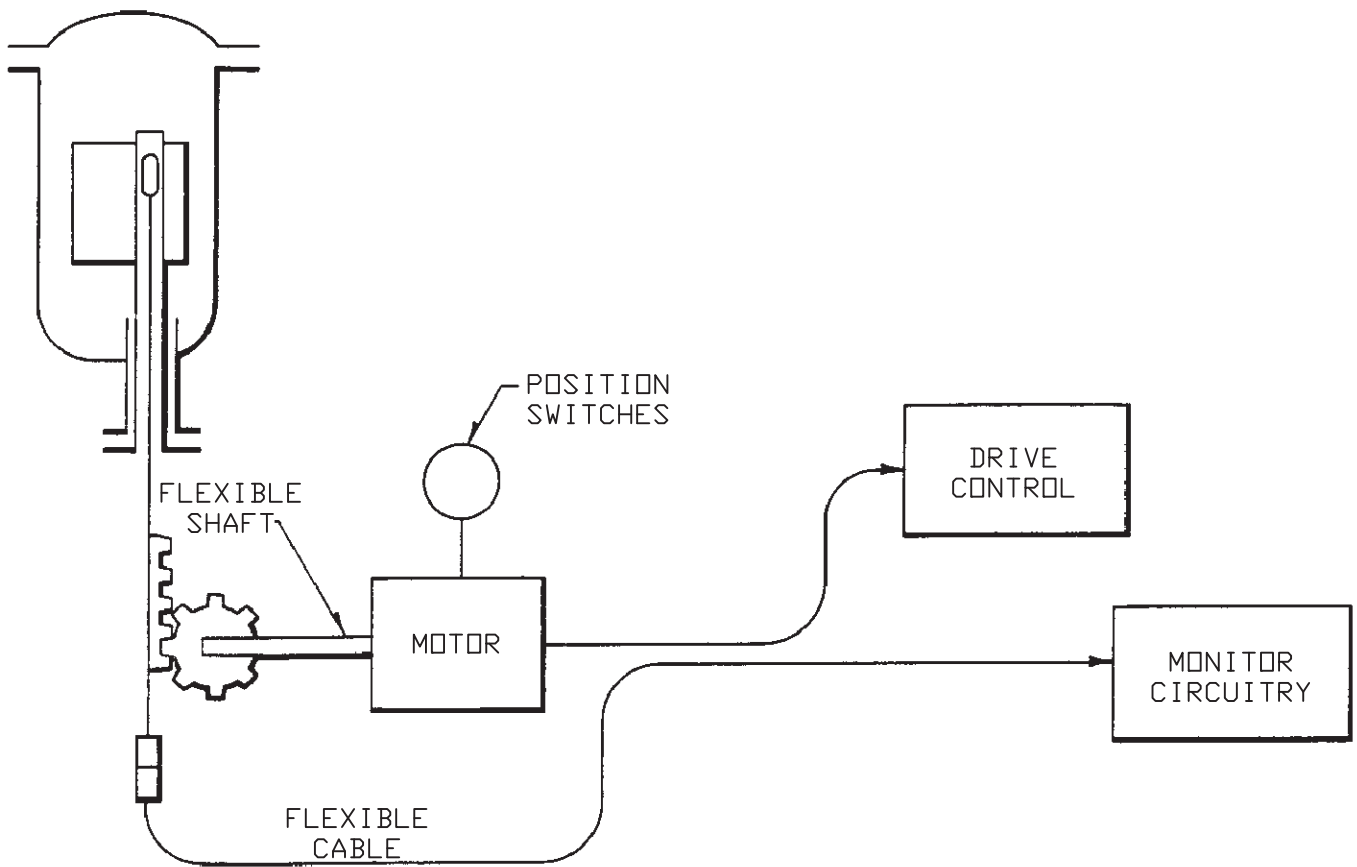 POSITION
SWITCHES
DRIVE
CONTROL
FLEXIBLE
SHAFT
MOTOR
MONITOR
CIRCUITRY
FLEXIBLE
CABLE